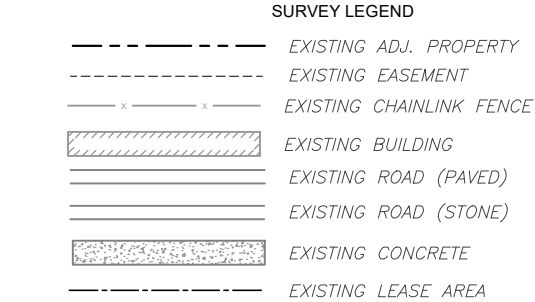 SURVEY LEGEND
EXISTING ADJ. PROPERTY
EXISTING EASEMENT
x x EXISTING CHAINLINK FENCE
EXISTING BUILDING
EXISTING ROAD (PAVED)
EXISTING ROAD (STONE)
EXISTING CONCRETE
EXISTING LEASE AREA